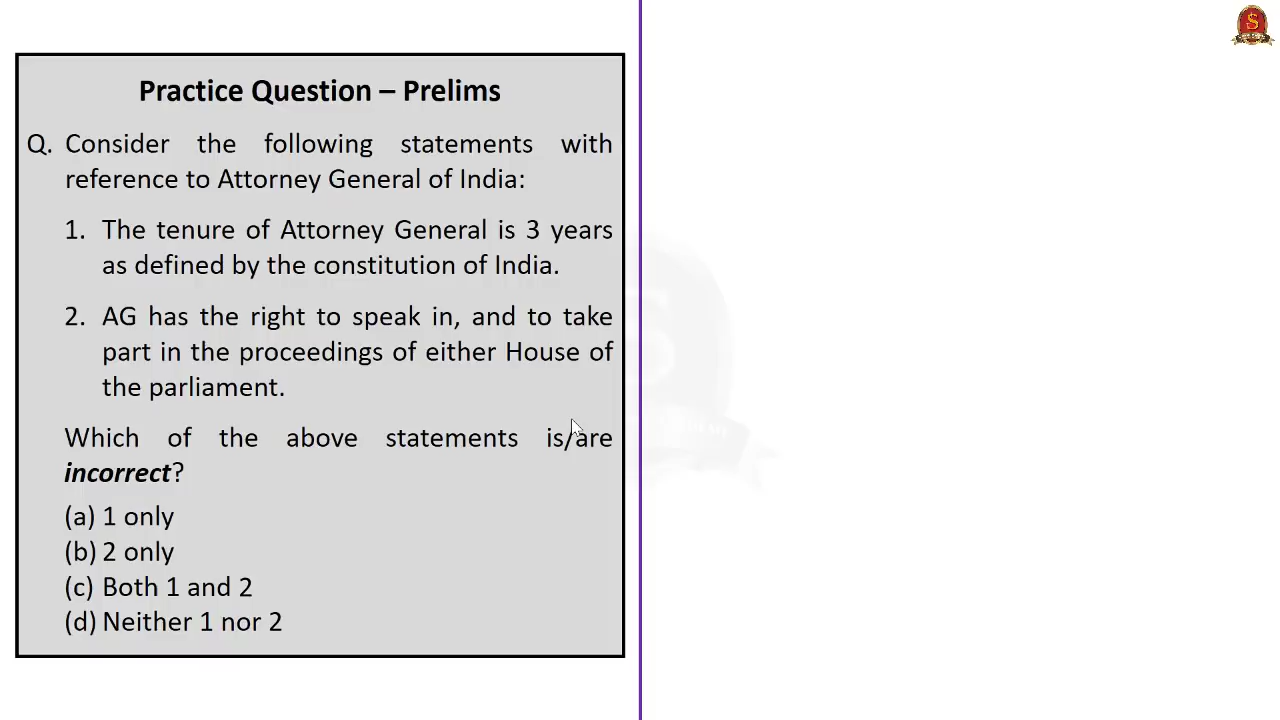 Practice Question – Prelims
Q. Consider the following statements with
reference to Attorney General of India:
1. The tenure of Attorney General is 3 years
as defined by the constitution of India.
2. AG has the right to speak in, and to take
part in the proceedings of either House of
the parliament.
Which of the above statements is/are
incorrect?
(a) 1 only
(b) 2 only
(c) Both 1 and 2
(d) Neither 1 nor 2
S